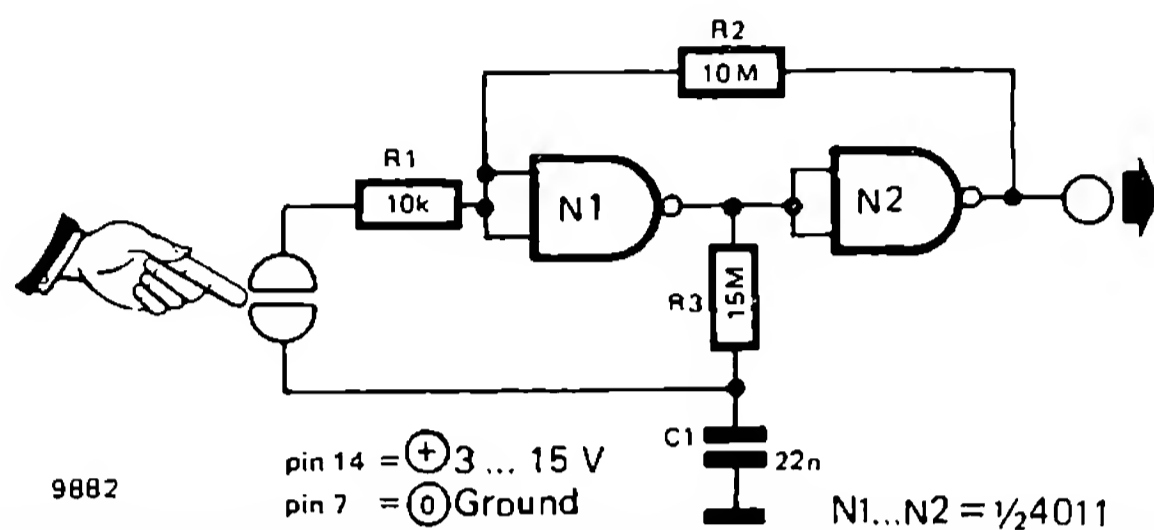 R2
10 M
R1
10k
N1
N2
R3
15M
C1
22n
pin 14 = + 3 ... 15 V
pin 7 = 0 Ground
9882
N1...N2 = ½4011